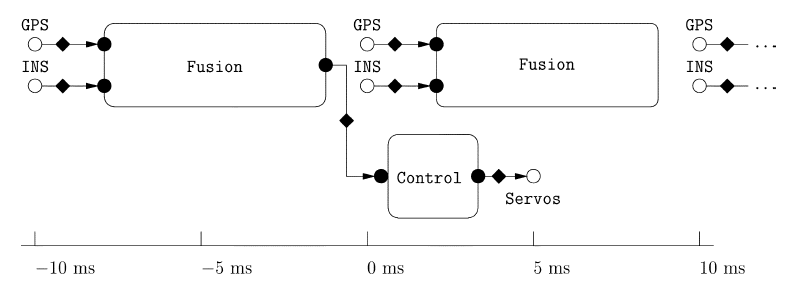 GPS GPS GPS
INS Fusion INS Fusion INS
... ...
Control
Servos
−10 ms −5 ms 0 ms 5 ms 10 ms